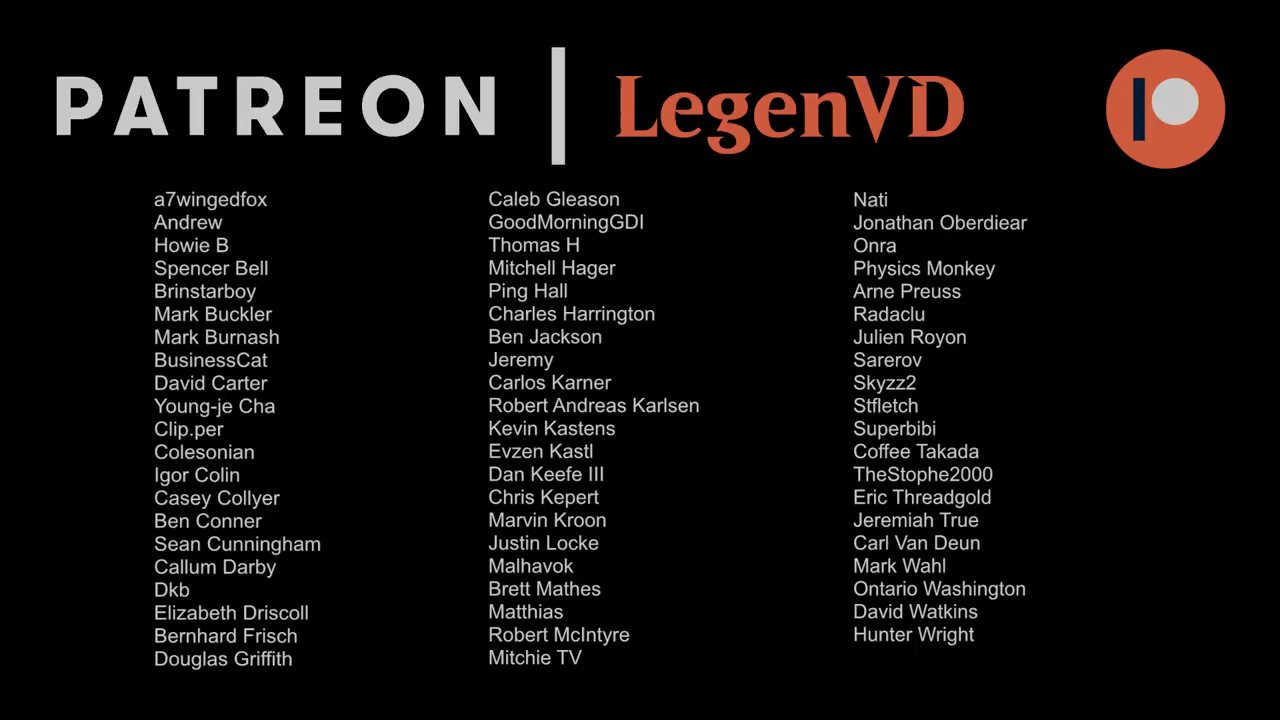 PATREON | LegenVD
a7wingedfox
Andrew
Howie B
Spencer Bell
Brinstarboy
Mark Buckler
Mark Burnash
BusinessCat
David Carter
Young-je Cha
Clip.per
Colesonian
Igor Colin
Casey Collyer
Ben Conner
Sean Cunningham
Callum Darby
Dkb
Elizabeth Driscoll
Bernhard Frisch
Douglas Griffith
Caleb Gleason
GoodMorningGDI
Thomas H
Mitchell Hager
Ping Hall
Charles Harrington
Ben Jackson
Jeremy
Carlos Karner
Robert Andreas Karlsen
Kevin Kastens
Evzen Kastl
Dan Keefe III
Chris Kepert
Marvin Kroon
Justin Locke
Malhavok
Brett Mathes
Matthias
Robert McIntyre
Mitchie TV
Nati
Jonathan Oberdiear
Onra
Physics Monkey
Arne Preuss
Radaclu
Julien Royon
Sarerov
Skyzz2
Stfletch
Superbibi
Coffee Takada
TheStophe2000
Eric Threadgold
Jeremiah True
Carl Van Deun
Mark Wahl
Ontario Washington
David Watkins
Hunter Wright